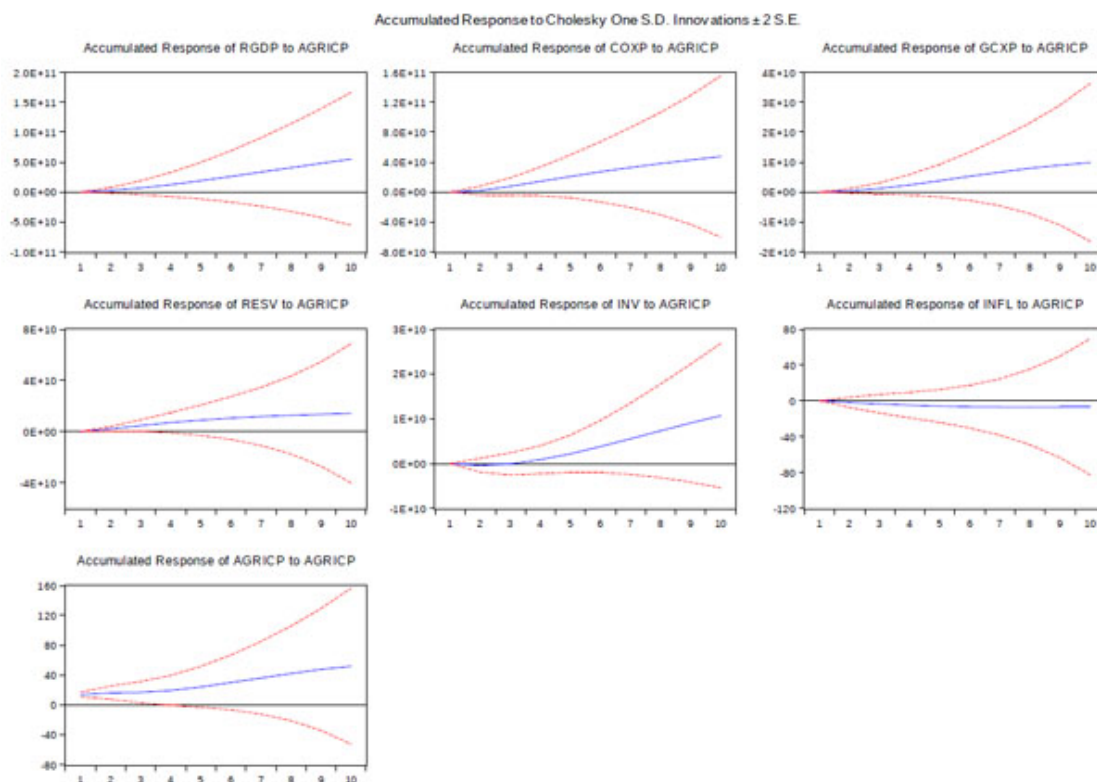 Accumulated Response to Cholesky One S.D. Innovations ± 2 S.E.
Accumulated Response of RGDP to AGRICP
2.0E+11
1.5E+11
1.0E+11
5.0E+10
0.0E+00
-5.0E+10
-1.0E+11
1 2 3 4 5 6 7 8 9 10
Accumulated Response of COXP to AGRICP
1.6E+11
1.2E+11
8.0E+10
4.0E+10
0.0E+00
-4.0E+10
-8.0E+10
1 2 3 4 5 6 7 8 9 10
Accumulated Response of GCXP to AGRICP
4E+10
3E+10
2E+10
1E+10
0E+00
-1E+10
-2E+10
1 2 3 4 5 6 7 8 9 10
Accumulated Response of RESV to AGRICP
8E+10
4E+10
0E+00
-4E+10
1 2 3 4 5 6 7 8 9 10
Accumulated Response of INV to AGRICP
3E+10
2E+10
1E+10
0E+00
-1E+10
1 2 3 4 5 6 7 8 9 10
Accumulated Response of INFL to AGRICP
80
40
0
-40
-80
-120
1 2 3 4 5 6 7 8 9 10
Accumulated Response of AGRICP to AGRICP
160
120
80
40
0
-40
-80
1 2 3 4 5 6 7 8 9 10